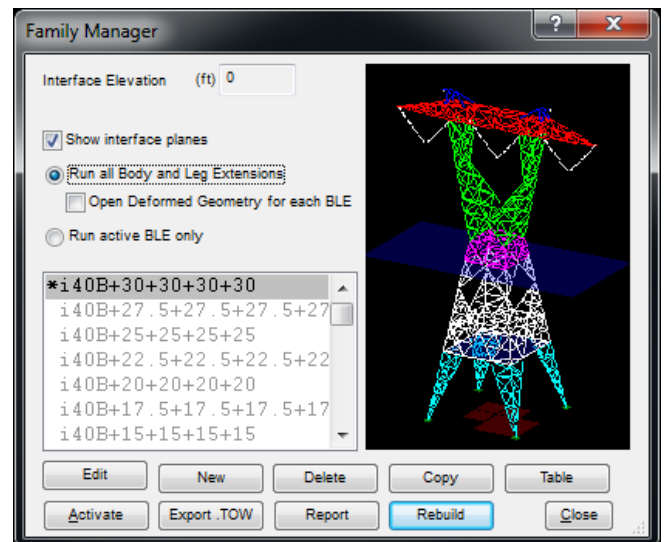 Family Manager
Interface Elevation (ft) 0
Show interface planes
Run all Body and Leg Extensions
Open Deformed Geometry for each BLE
Run active BLE only
*i40B+30+30+30+30
i40B+27.5+27.5+27.5+27
i40B+25+25+25+25
i40B+22.5+22.5+22.5+22
i40B+20+20+20+20
i40B+17.5+17.5+17.5+17
i40B+15+15+15+15
Edit New Delete Copy Table
Activate Export .TOW Report Rebuild Close